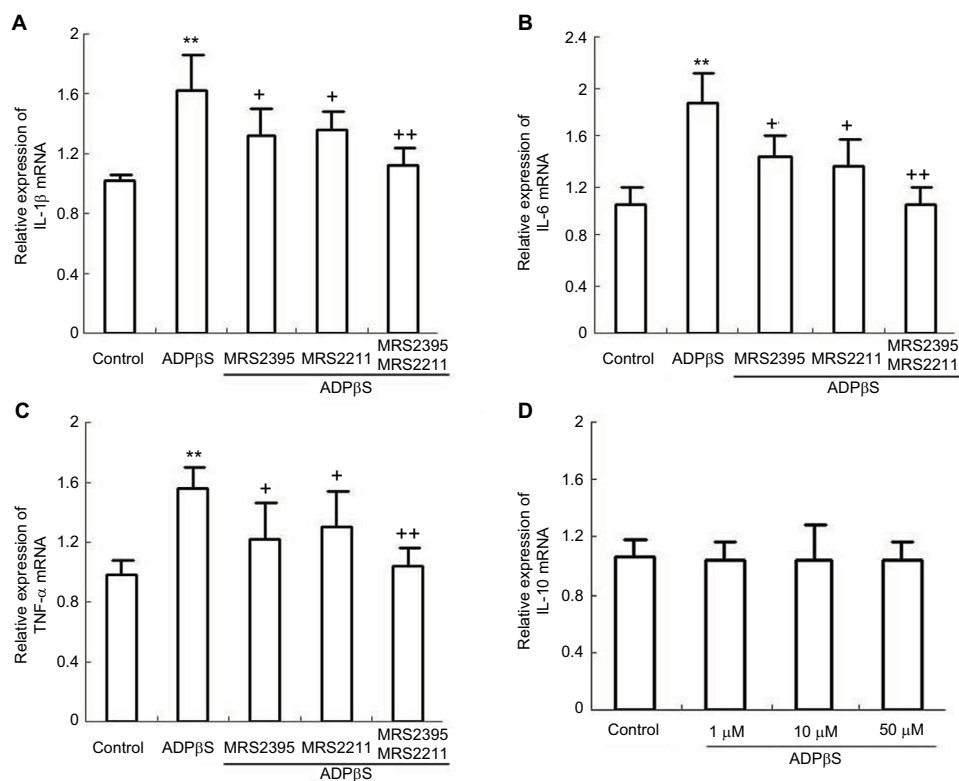 A
2
1.6
1.2
0.8
0.4
0
Relative expression of
IL-1β mRNA
**
+
+
++
Control
ADPβS
MRS2395
MRS2211
MRS2395
MRS2211
ADPβS
B
2.4
2
1.6
1.2
0.8
0.4
0
Relative expression of
IL-6 mRNA
**
+
+
++
Control
ADPβS
MRS2395
MRS2211
MRS2395
MRS2211
ADPβS
C
2
1.6
1.2
0.8
0.4
0
Relative expression of
TNF-α mRNA
**
+
+
++
Control
ADPβS
MRS2395
MRS2211
MRS2395
MRS2211
ADPβS
D
2
1.6
1.2
0.8
0.4
0
Relative expression of
IL-10 mRNA
Control
1 μM
10 μM
50 μM
ADPβS